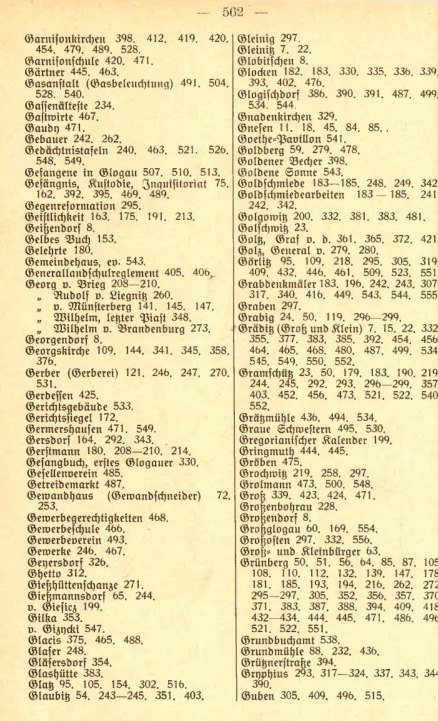 — 562 —
Garnisonkirchen 398, 412, 419, 420,
454, 479, 489, 528.
Garnisonschule 420, 471.
Gärtner 445, 463.
Gasanstalt (Gasbeleuchtung) 491, 504,
528, 540.
Gassenälteste 234.
Gastwirte 467.
Gaudy 471.
Gebauer 242, 262.
Gedächtnistafeln 240, 463, 521, 526,
548, 549.
Gefangene in Glogau 507, 510, 513.
Gefängnis, Kustodie, Inquisitoriat 75,
162, 392, 395, 469, 489.
Gegenreformation 295.
Geistlichkeit 163, 175, 191, 213.
Geißendorf 8.
Gelbes Buch 153.
Gelehrte 180.
Gemeindehaus, ev. 543.
Generallandschulreglement 405, 406,
Georg v. Brieg 208—210.
„ Rudolf v. Liegnitz 260.
„ v. Münsterberg 141, 145, 147.
„ Wilhelm, letzter Piast 348.
„ Wilhelm v. Brandenburg 273.
Georgendorf 8.
Georgskirche 109, 144, 341, 345, 358,
376.
Gerber (Gerberei) 121, 246, 247, 270,
531.
Gerdessen 425.
Gerichtsgebäude 533.
Gerichtssiegel 172.
Germershausen 471, 549.
Gersdorf 164, 292, 343.
Gerstmann 180, 208—210, 214.
Gesangbuch, erstes Glogauer 330.
Gesellenverein 485.
Getreidemarkt 487.
Gewandhaus (Gewandschneider) 72,
253.
Gewerbegerechtigkeiten 468.
Gewerbeschule 466.
Gewerbeverein 493.
Gewerke 246, 467.
Geyersdorf 326.
Ghetto 312.
Gießhüttenschanze 271.
Gießmannsdorf 65, 244.
v. Giesicz 199.
Gilka 353.
v. Gizycki 547.
Glacis 375, 465, 488.
Glaser 248.
Gläsersdorf 354.
Glashütte 383.
Glatz 95, 105, 154, 302, 516.
Glaubitz 54, 243—245, 351, 403,
Gleinig 297.
Gleinitz 7, 22.
Globitschen 8.
Glocken 182, 183, 330, 335, 336, 339,
393, 402, 476.
Glogischdorf 386, 390, 391, 487, 499,
534, 544.
Gnadenkirchen 329.
Gnesen 11, 18, 45, 84, 85, .
Goethe-Pavillon 541.
Goldberg 59, 279, 478.
Goldener Becher 398.
Goldene Sonne 543.
Goldschmiede 183—185, 248, 249, 342
Goldschmiedearbeiten 183—185, 241
242, 342.
Golgowitz 200, 332, 381, 383, 481.
Golschwitz 23.
Goltz, Graf v. d. 361, 365, 372, 421
Golz, General v. 279, 280.
Görlitz 95, 109, 218, 295, 305, 319
409, 432, 446, 461, 509, 523, 551
Grabdenkmäler 183, 196, 242, 243, 307
317, 340, 416, 449, 543, 544, 555
Graben 297.
Grabig 24, 50, 119, 296—299,
Gräditz (Groß und Klein) 7, 15, 22, 332
355, 377, 383, 385, 392, 454, 456
464, 465, 468, 480, 487, 499, 534
545, 549, 550, 552.
Gramschütz 23, 50, 179, 183, 190, 219
244, 245, 292, 293, 296—299, 357
403, 452, 456, 473, 521, 522, 540
552.
Grätzmühle 436, 494, 534.
Graue Schwestern 495, 530.
Gregorianischer Kalender 199.
Gringmuth 444, 445.
Gröben 475.
Grochwitz 219, 258, 297.
Grolmann 473, 500, 548.
Groß 339, 423, 424, 471.
Großenbohrau 228.
Großendorf 8.
Großglogau 60, 169, 554.
Großosten 297, 332, 556.
Groß- und Kleinbürger 63.
Grünberg 50, 51, 56, 64, 85, 87, 105
108, 110, 112, 132, 139, 147, 178
181, 185, 193, 194, 216, 262, 272
295—297, 305, 352, 356, 357, 370
371, 383, 387, 388, 394, 409, 418
432—434, 444, 445, 471, 486, 496
521, 522, 551.
Grundbuchamt 538.
Grundmühle 88, 232, 436.
Grützerstraße 394.
Gryphius 293, 317—324, 337, 343, 344
390.
Guben 305, 409, 496, 515.